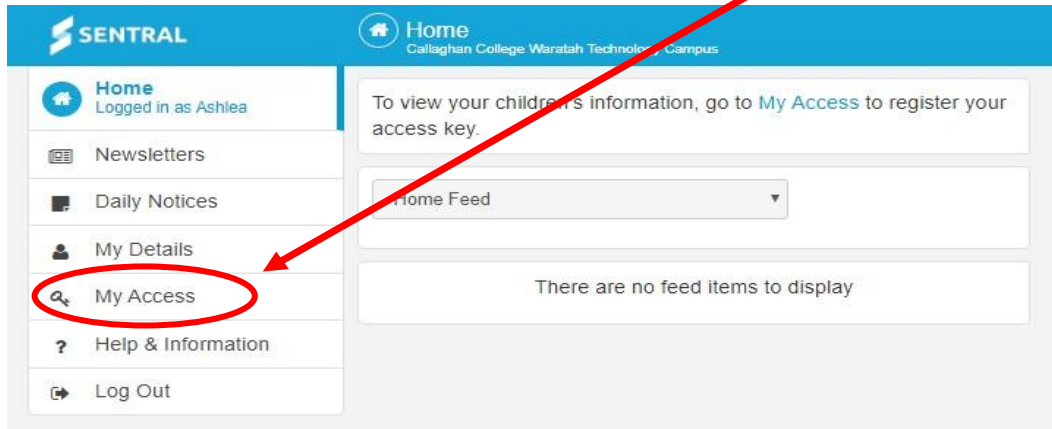 SENTRAL
Home
Callaghan College Waratah Technology Campus
Home
Logged in as Ashlea
Newsletters
Daily Notices
My Details
My Access
Help & Information
Log Out
To view your children's information, go to My Access to register your
access key.
Home Feed
There are no feed items to display